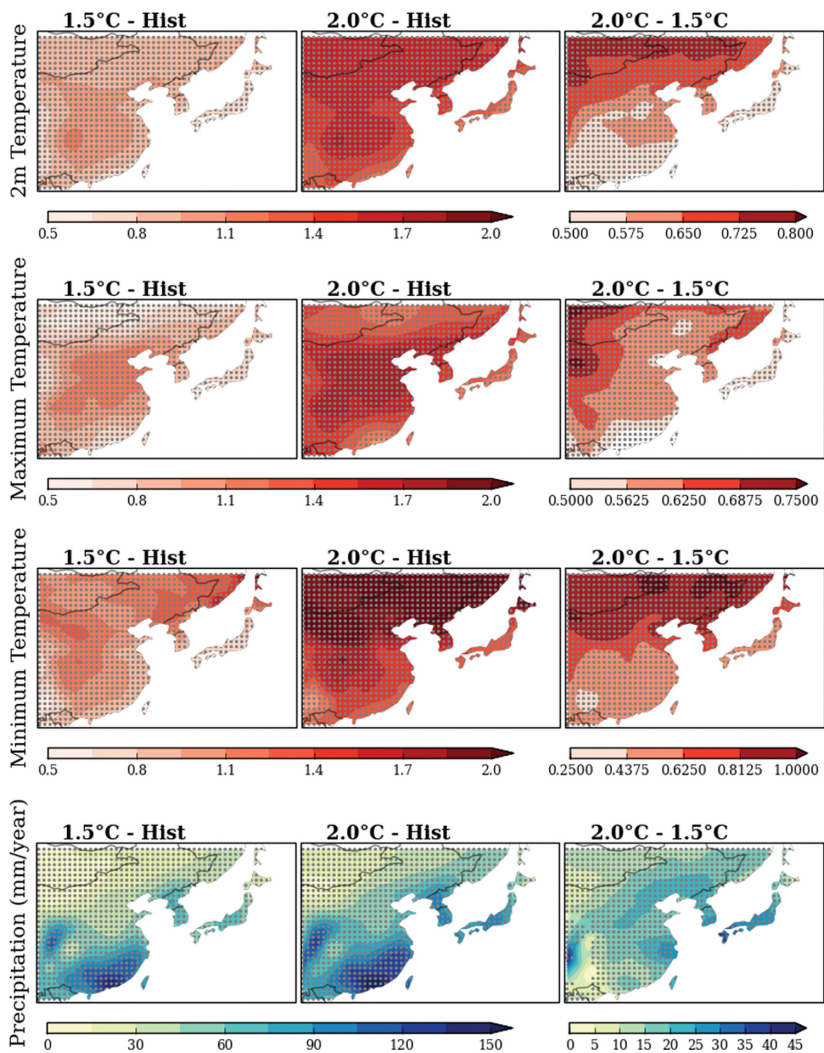 1.5°C - Hist 2.0°C - Hist 2.0°C - 1.5°C
2m Temperature
0.5 0.8 1.1 1.4 1.7 2.0 0.500 0.575 0.650 0.725 0.800
1.5°C - Hist 2.0°C - Hist 2.0°C - 1.5°C
Maximum Temperature
0.5 0.8 1.1 1.4 1.7 2.0 0.5000 0.5625 0.6250 0.6875 0.7500
1.5°C - Hist 2.0°C - Hist 2.0°C - 1.5°C
Minimum Temperature
0.5 0.8 1.1 1.4 1.7 2.0 0.2500 0.4375 0.6250 0.8125 1.0000
1.5°C - Hist 2.0°C - Hist 2.0°C - 1.5°C
Precipitation (mm/year)
0 30 60 90 120 150 0 5 10 15 20 25 30 35 40 45